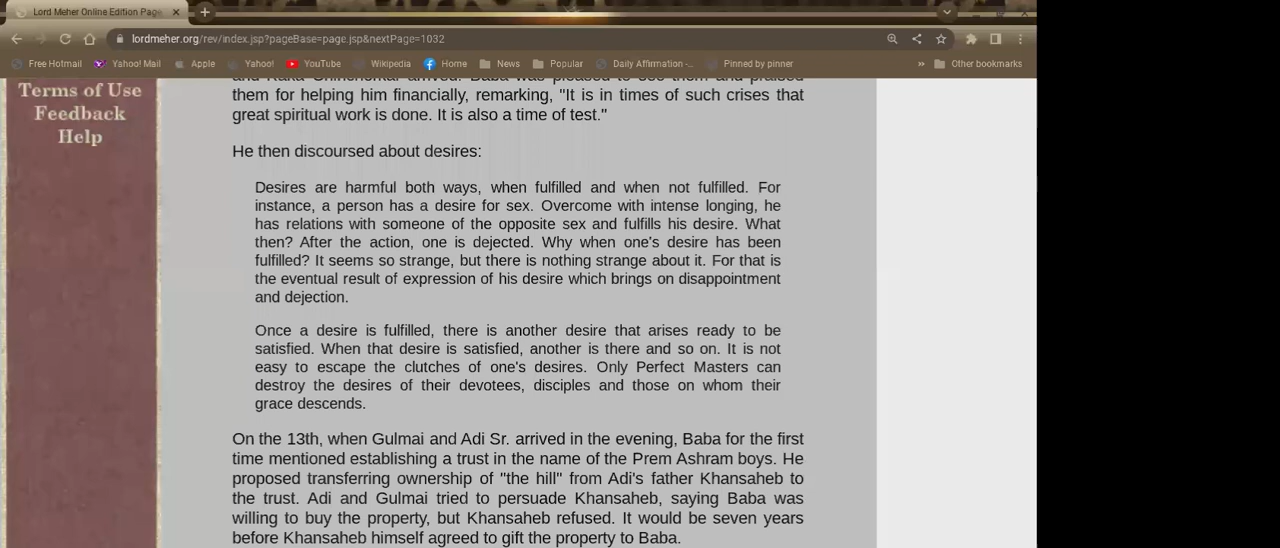 Lord Meher Online Edition Page
lordmeher.org/rev/index.jsp?pageBase=page.jsp&nextPage=1032
Free Hotmail Yahoo! Mail Apple Yahoo! YouTube Wikipedia Home News Popular Daily Affirmation -... Pinned by pinner » Other bookmarks
Terms of Use
Feedback
Help
arrived. Baba was pleased to see them and praised
them for helping him financially, remarking, "It is in times of such crises that
great spiritual work is done. It is also a time of test."
He then discoursed about desires:
Desires are harmful both ways, when fulfilled and when not fulfilled. For
instance, a person has a desire for sex. Overcome with intense longing, he
has relations with someone of the opposite sex and fulfills his desire. What
then? After the action, one is dejected. Why when one's desire has been
fulfilled? It seems so strange, but there is nothing strange about it. For that is
the eventual result of expression of his desire which brings on disappointment
and dejection.
Once a desire is fulfilled, there is another desire that arises ready to be
satisfied. When that desire is satisfied, another is there and so on. It is not
easy to escape the clutches of one's desires. Only Perfect Masters can
destroy the desires of their devotees, disciples and those on whom their
grace descends.
On the 13th, when Gulmai and Adi Sr. arrived in the evening, Baba for the first
time mentioned establishing a trust in the name of the Prem Ashram boys. He
proposed transferring ownership of "the hill" from Adi's father Khansaheb to
the trust. Adi and Gulmai tried to persuade Khansaheb, saying Baba was
willing to buy the property, but Khansaheb refused. It would be seven years
before Khansaheb himself agreed to gift the property to Baba.